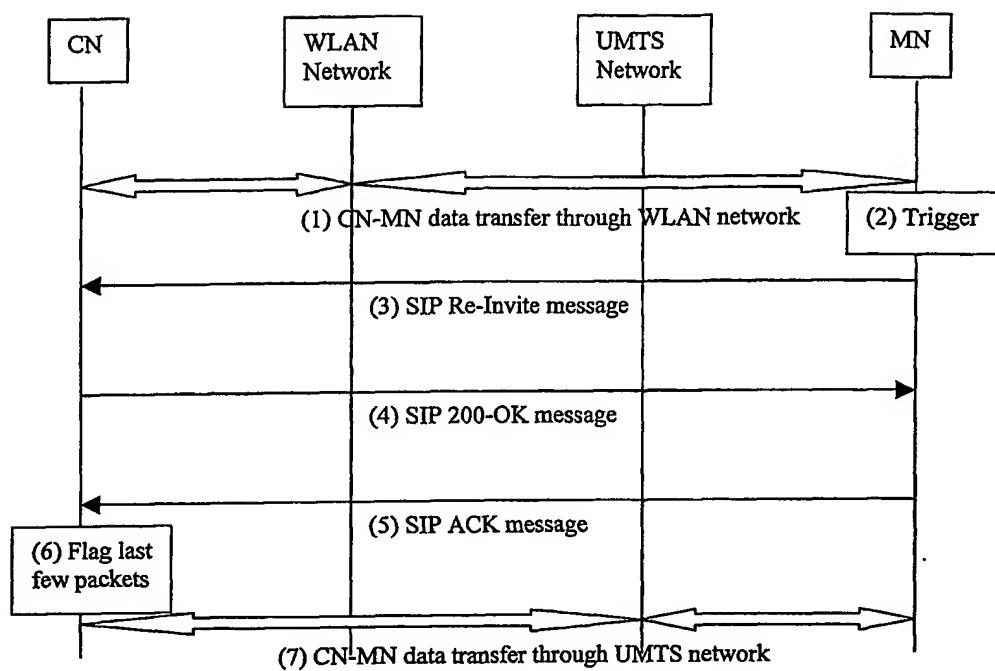 CN
WLAN
Network
UMTS
Network
MN
(1) CN-MN data transfer through WLAN network
(2) Trigger
(3) SIP Re-Invite message
(4) SIP 200-OK message
(5) SIP ACK message
(6) Flag last
few packets
(7) CN-MN data transfer through UMTS network